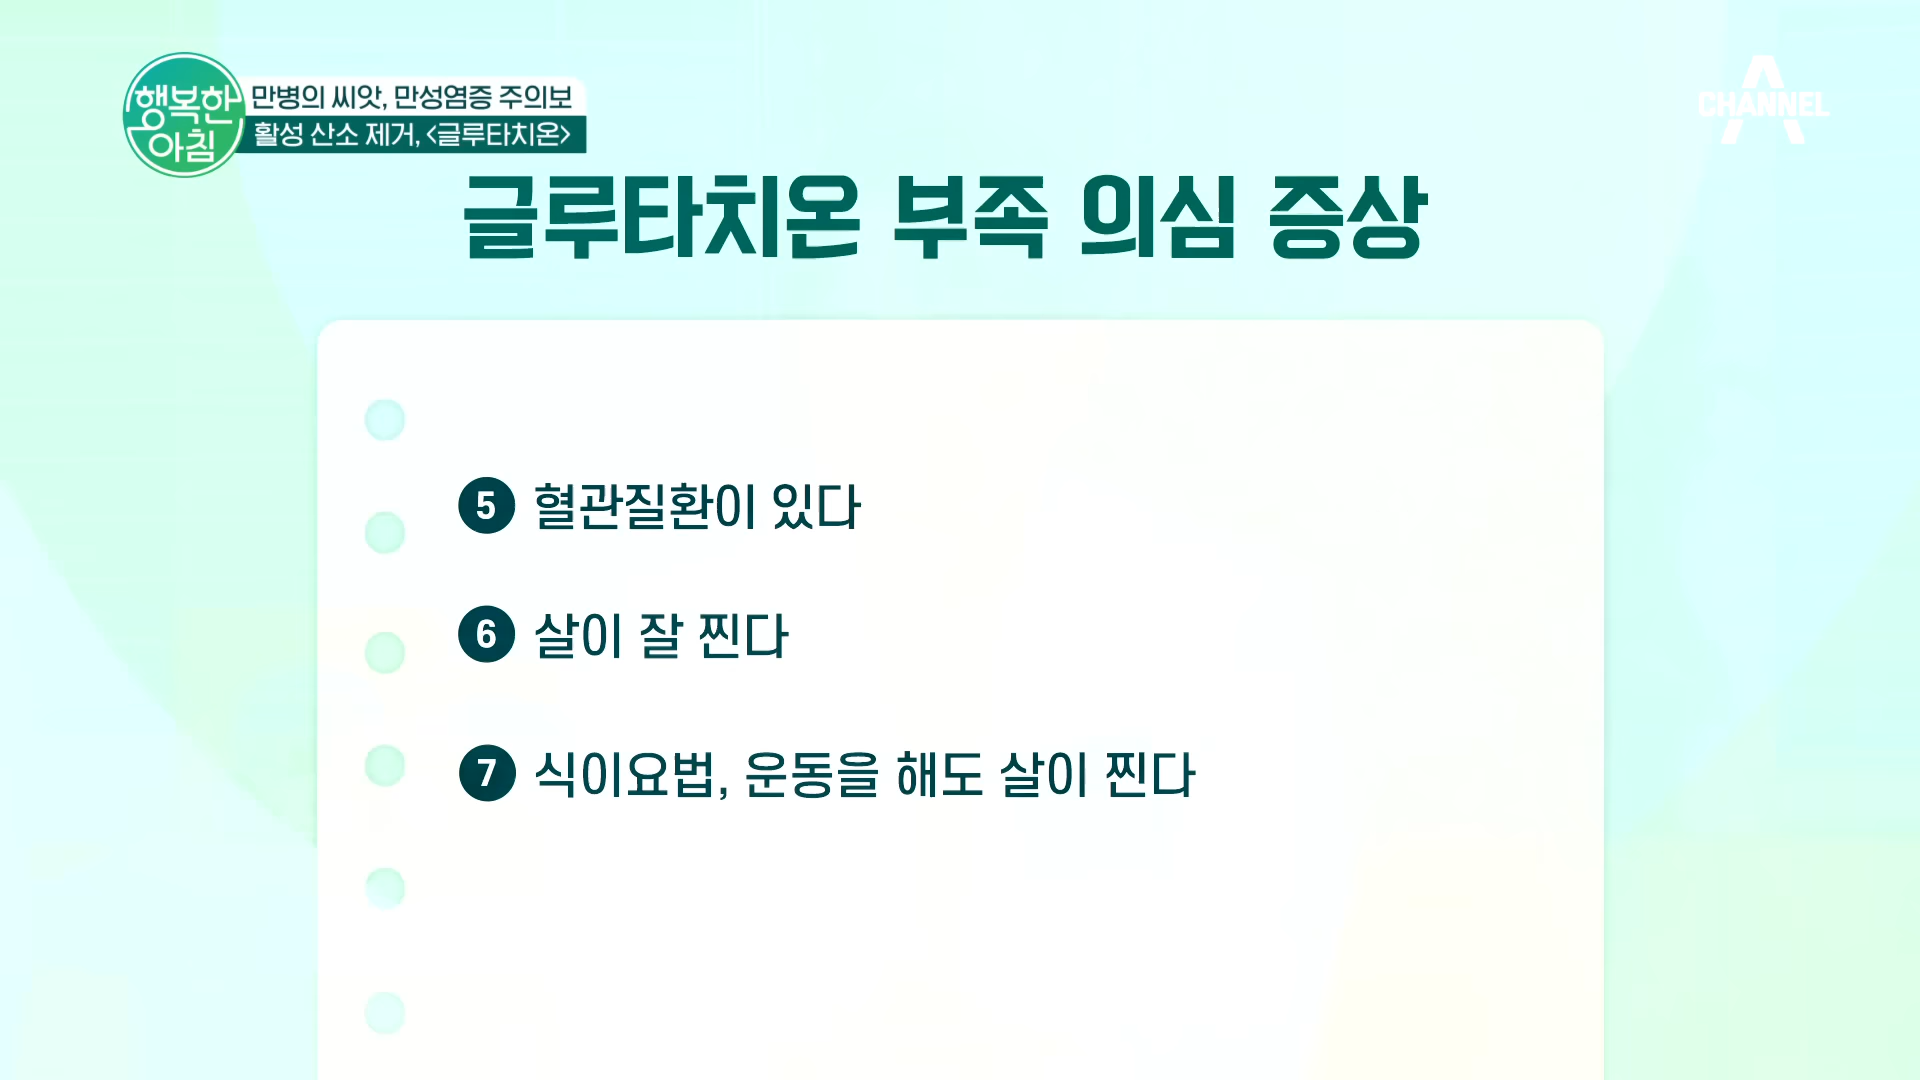 행복한
아침
만병의 씨앗, 만성염증 주의보
활성 산소 제거, <글루타치온>
CHANNEL A
글루타치온 부족 의심 증상
5 혈관질환이 있다
6 살이 잘 찐다
7 식이요법, 운동을 해도 살이 찐다